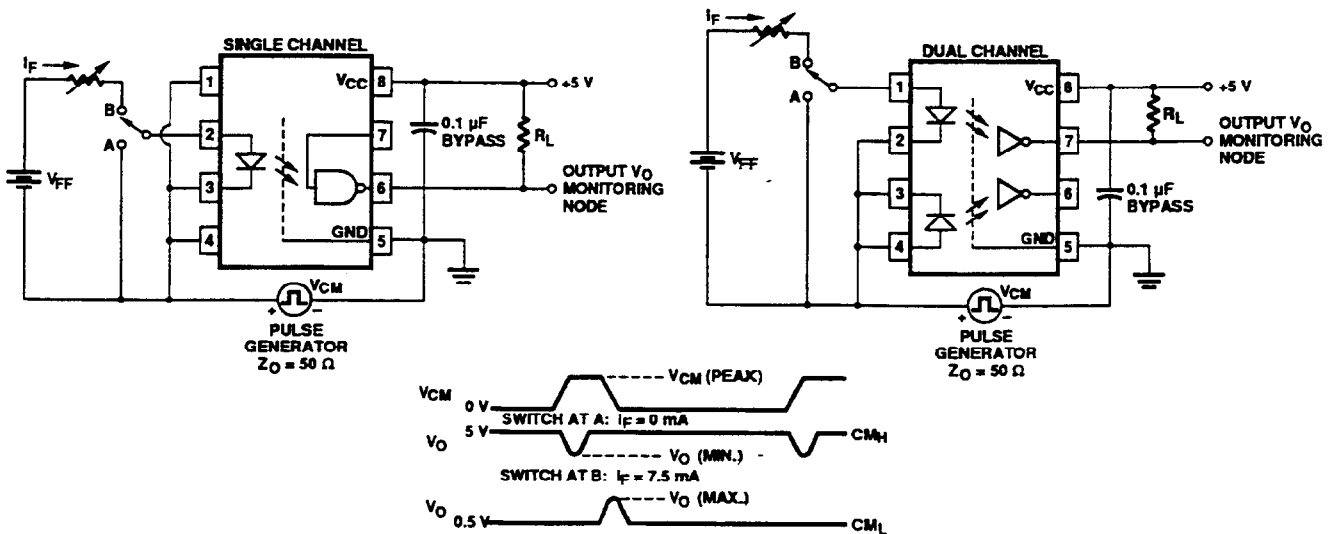 SINGLE CHANNEL
IF
B
A
VFF
1
2
3
4
VCC
8
7
6
GND
5
+5 V
0.1 µF
BYPASS
RL
OUTPUT VO
MONITORING
NODE
VCM
+
–
PULSE
GENERATOR
ZO = 50 Ω
DUAL CHANNEL
IF
B
A
VFF
1
2
3
4
VCC
8
7
6
GND
5
+5 V
RL
OUTPUT VO
MONITORING
NODE
0.1 µF
BYPASS
VCM
+
–
PULSE
GENERATOR
ZO = 50 Ω
VCM
0 V
VCM (PEAK)
SWITCH AT A: IF = 0 mA
VO
5 V
CMH
VO (MIN.)
SWITCH AT B: IF = 7.5 mA
VO
0.5 V
VO (MAX.)
CML